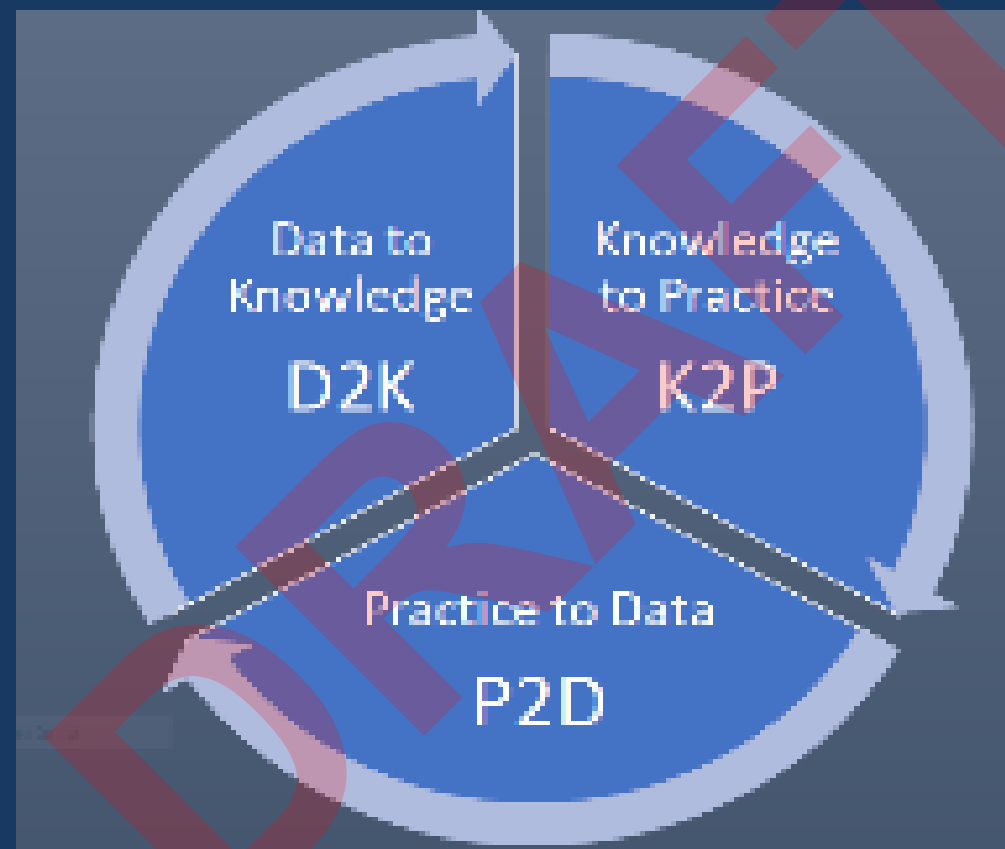 Data to
Knowledge
D2K
Knowledge
to Practice
K2P
Practice to Data
P2D
DRAFT